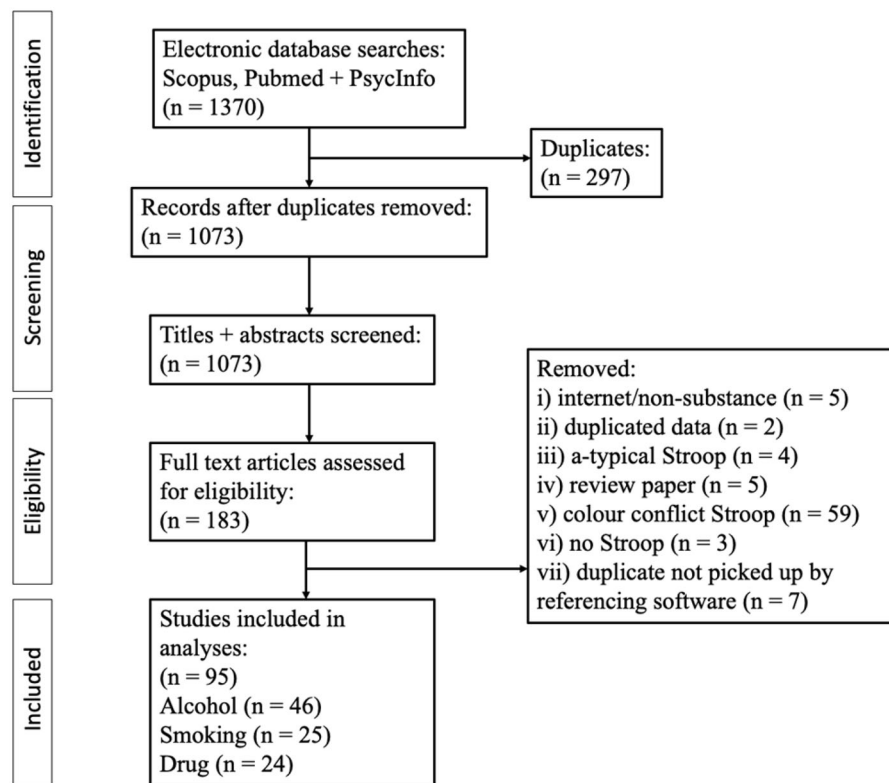 Identification
Electronic database searches:
Scopus, Pubmed + PsycInfo
(n = 1370)
Duplicates:
(n = 297)
Records after duplicates removed:
(n = 1073)
Screening
Titles + abstracts screened:
(n = 1073)
Eligibility
Full text articles assessed
for eligibility:
(n = 183)
Removed:
i) internet/non-substance (n = 5)
ii) duplicated data (n = 2)
iii) a-typical Stroop (n = 4)
iv) review paper (n = 5)
v) colour conflict Stroop (n = 59)
vi) no Stroop (n = 3)
vii) duplicate not picked up by
referencing software (n = 7)
Included
Studies included in
analyses:
(n = 95)
Alcohol (n = 46)
Smoking (n = 25)
Drug (n = 24)